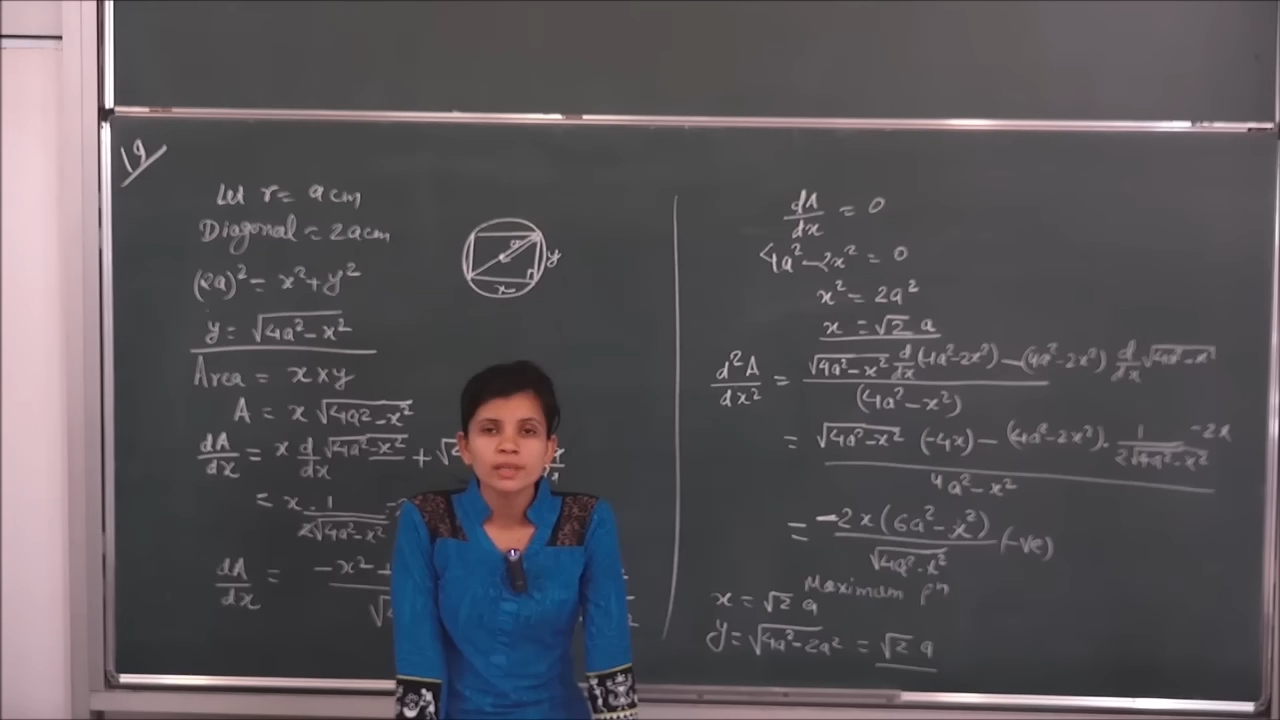 19
Let r = a cm
Diagonal = 2a cm
(2a)² = x² + y²
y = √(4a² - x²)
Area = x × y
A = x √(4a² - x²)
dA/dx = x d/dx √(4a² - x²) + √
= x · 1/(2√(4a² - x²))
dA/dx = -x² +
a
y
x
dA/dx = 0
4a² - 2x² = 0
x² = 2a²
x = √2 a
d²A/dx² = (√(4a² - x²) d/dx (4a² - 2x²) - (4a² - 2x²) d/dx √(4a² - x²)) / (4a² - x²)
= (√(4a² - x²) (-4x) - (4a² - 2x²) · 1/(2√(4a² - x²)) -2x) / (4a² - x²)
= -2x(6a² - x²) / √(4a² - x²) (-ve)
Maximum pⁿ
x = √2 a
y = √(4a² - 2a²) = √2 a